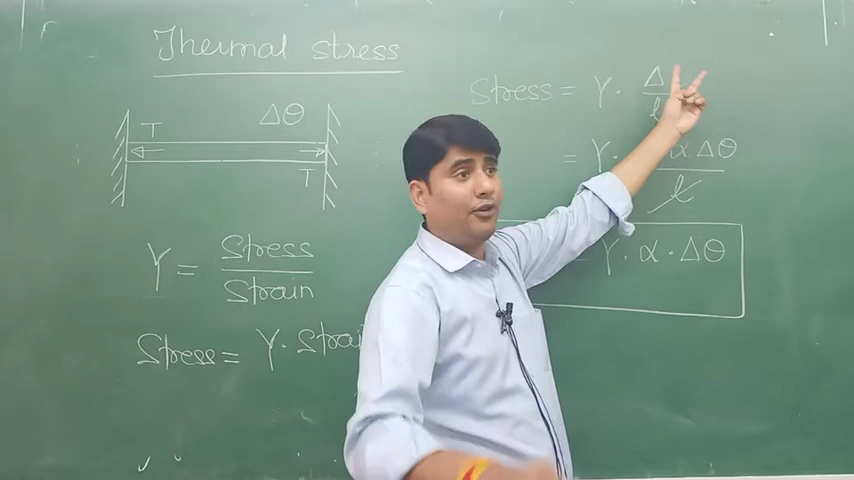 Thermal stress
T Δθ
T
Y = Stress / Strain
Stress = Y · Strain
Stress = Y · Δ / l
= Y · α Δθ / l
Y · α · Δθ